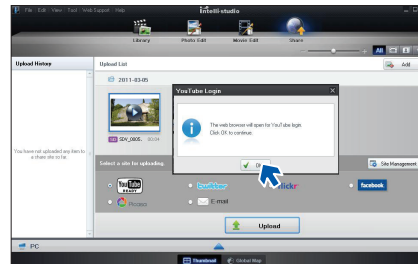 File Edit View Tool Web Support Help
Intelli-studio
Library
Photo Edit
Movie Edit
Share
All
Upload History
Upload List
Add
2011-03-05
YouTube Login
The web browser will open for YouTube login.
Click OK to continue.
SDV_0005.
You have not uploaded any item to
a share site so far.
Select a site for uploading
Site Management
YouTube
READY
twitter
flickr
facebook
Picasa
E-mail
Upload
PC
Thumbnail
Global Map